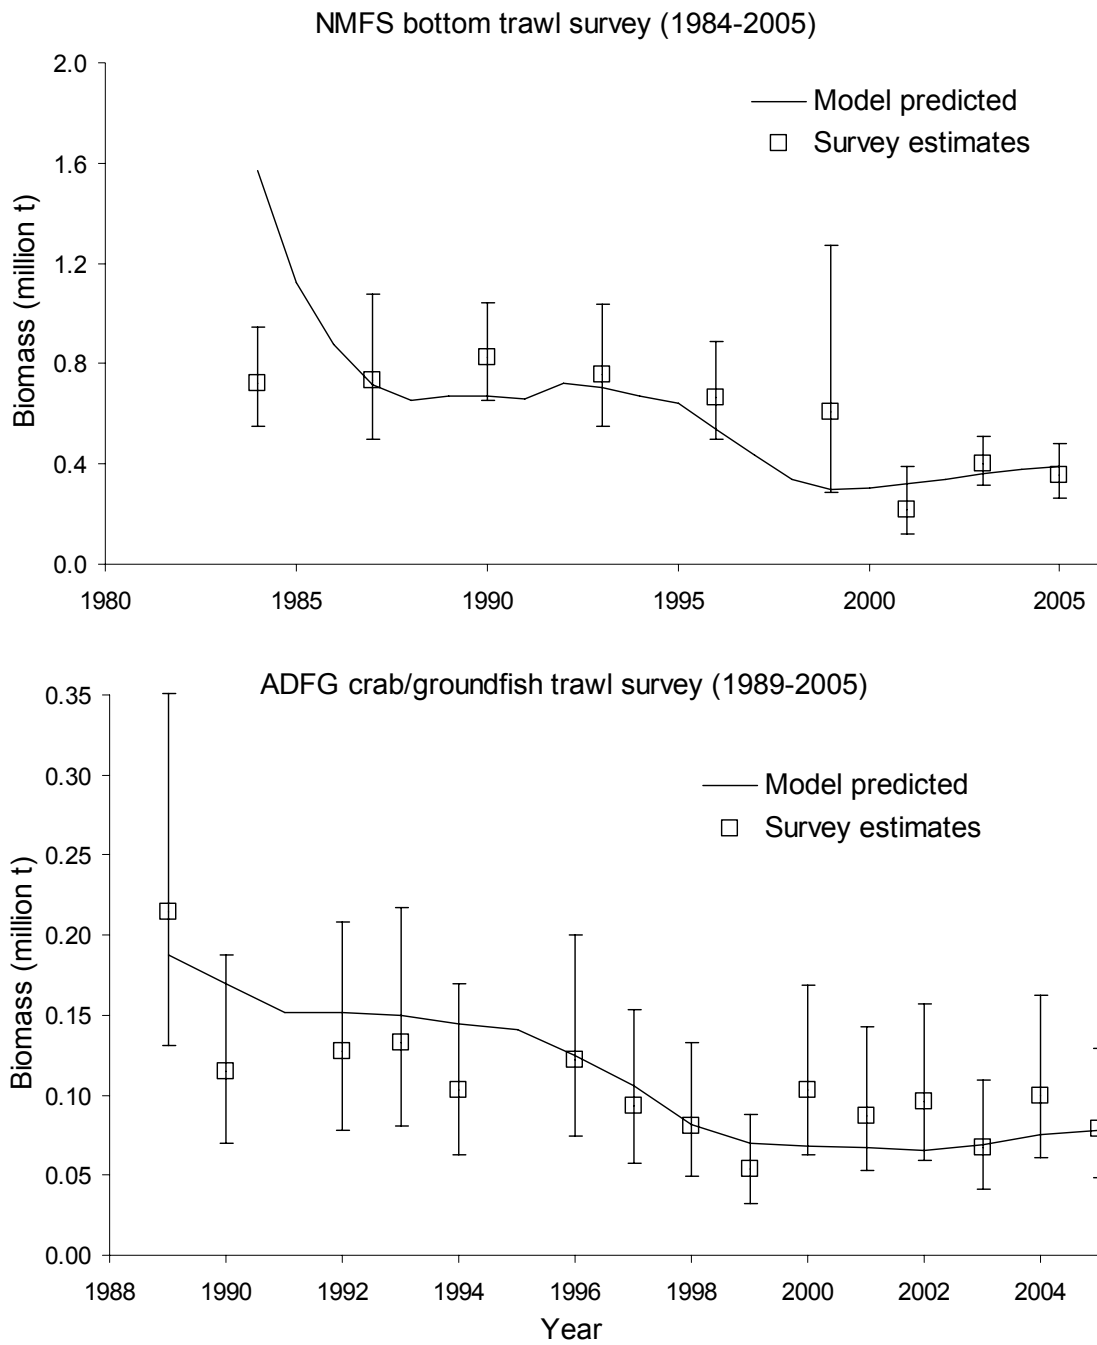 NMFS bottom trawl survey (1984-2005)
2.0
1.6
1.2
0.8
0.4
0.0
Biomass (million t)
Model predicted
Survey estimates
1980 1985 1990 1995 2000 2005
ADFG crab/groundfish trawl survey (1989-2005)
0.35
0.30
0.25
0.20
0.15
0.10
0.05
0.00
Biomass (million t)
Model predicted
Survey estimates
1988 1990 1992 1994 1996 1998 2000 2002 2004
Year